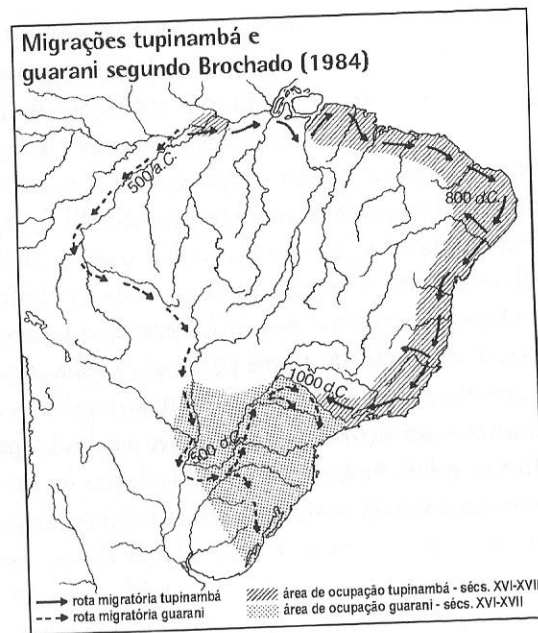 Migrações tupinambá e
guarani segundo Brochado (1984)
500 a.C.
800 d.C.
1000 d.C.
500 d.C.
rota migratória tupinambá
rota migratória guarani
área de ocupação tupinambá - sécs. XVI-XVII
área de ocupação guarani - sécs. XVI-XVII